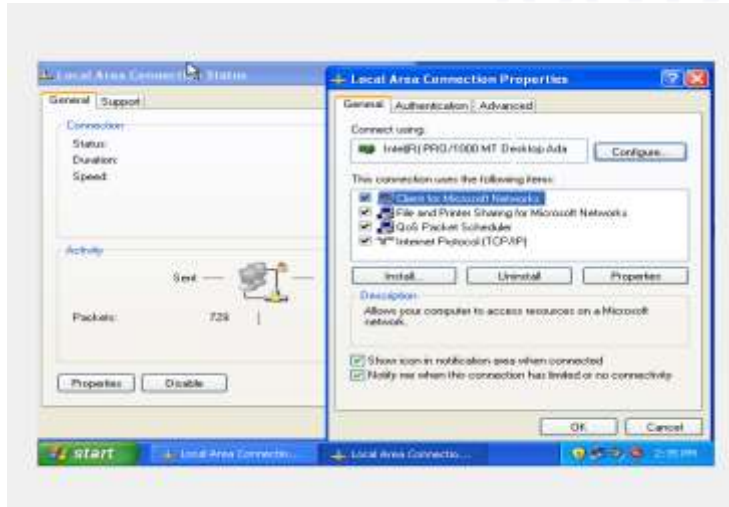 Local Area Connection Status
General Support
Connection
Status:
Duration:
Speed:
Activity
Sent
Packets: 729
Properties Disable
Local Area Connection Properties
General Authentication Advanced
Connect using:
Intel(R) PRO/1000 MT Desktop Ada Configure...
This connection uses the following items:
Client for Microsoft Networks
File and Printer Sharing for Microsoft Networks
QoS Packet Scheduler
Internet Protocol (TCP/IP)
Install... Uninstall Properties
Description
Allows your computer to access resources on a Microsoft
network.
Show icon in notification area when connected
Notify me when this connection has limited or no connectivity
OK Cancel
start Local Area Connectio... Local Area Connectio...